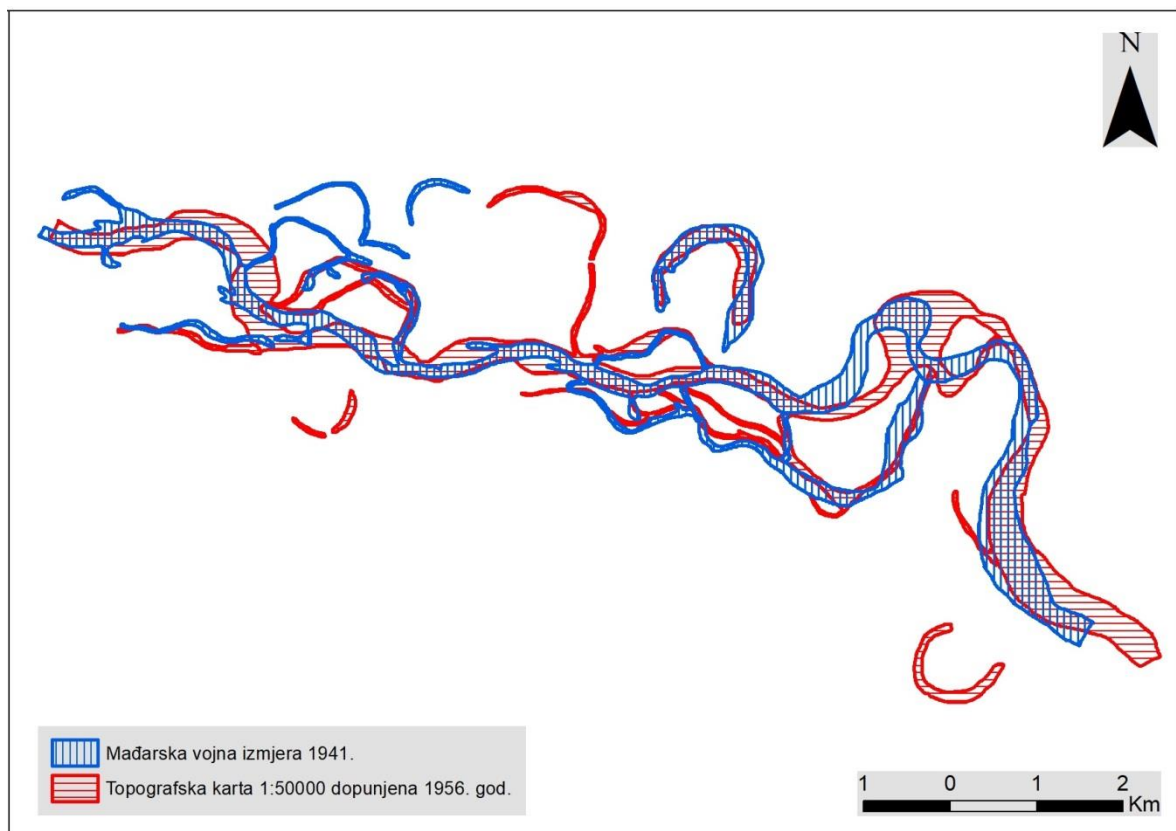 N
Mađarska vojna izmjera 1941.
Topografska karta 1:50000 dopunjena 1956. god.
1 0 1 2
Km